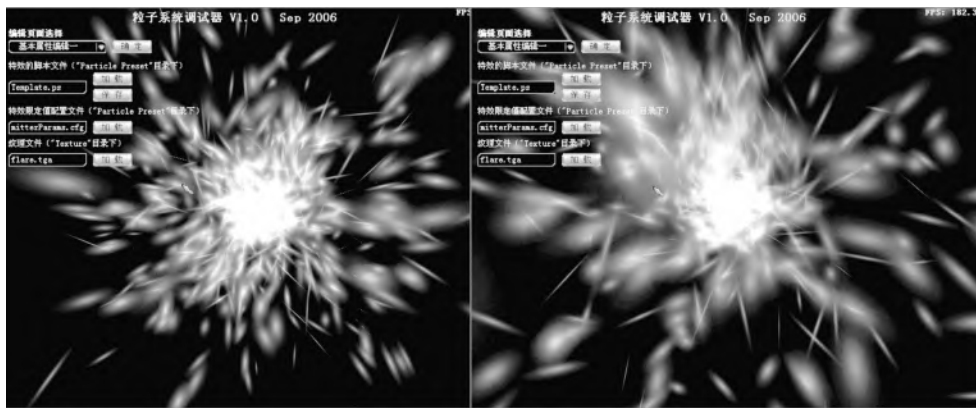 粒子系统调试器 V1.0 Sep 2006
FPS
编辑页面选择
基本属性编辑一
确 定
特效的脚本文件 ("Particle Preset"目录下)
加 载
Template.ps
保 存
特效限定值配置文件 ("Particle Preset"目录下)
mitterParams.cfg
加 载
纹理文件 ("Texture"目录下)
flare.tga
加 载
粒子系统调试器 V1.0 Sep 2006
FPS: 182.
编辑页面选择
基本属性编辑一
确 定
特效的脚本文件 ("Particle Preset"目录下)
加 载
Template.ps
保 存
特效限定值配置文件 ("Particle Preset"目录下)
mitterParams.cfg
加 载
纹理文件 ("Texture"目录下)
flare.tga
加 载